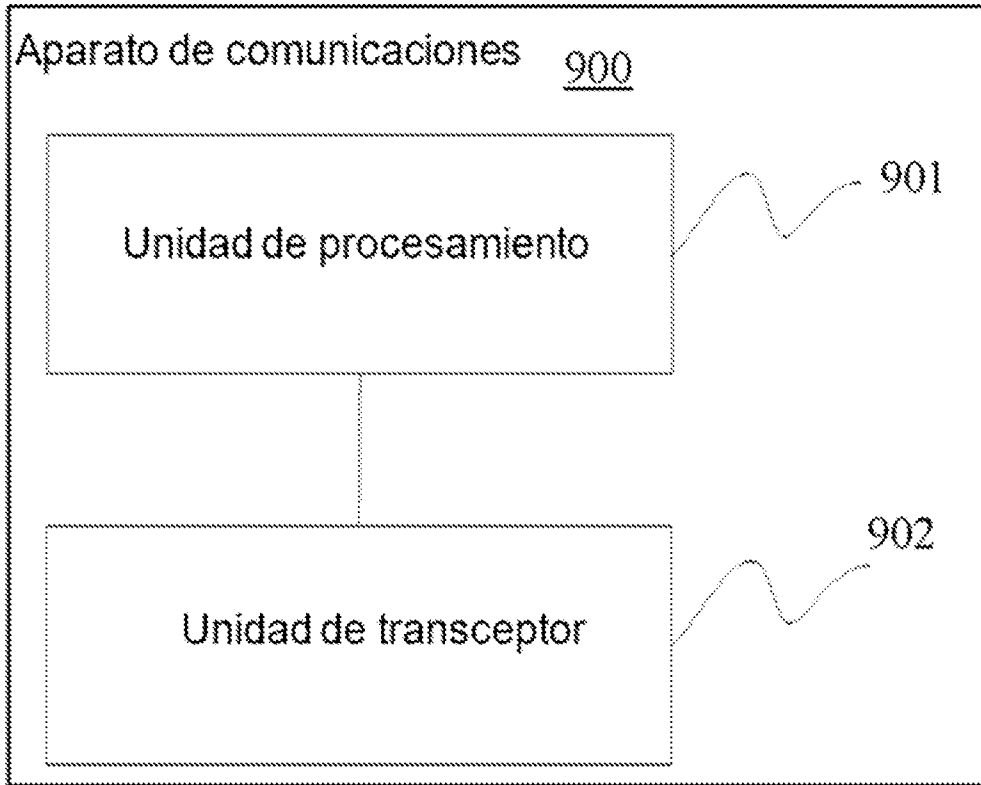 Aparato de comunicaciones 900
901
Unidad de procesamiento
902
Unidad de transceptor